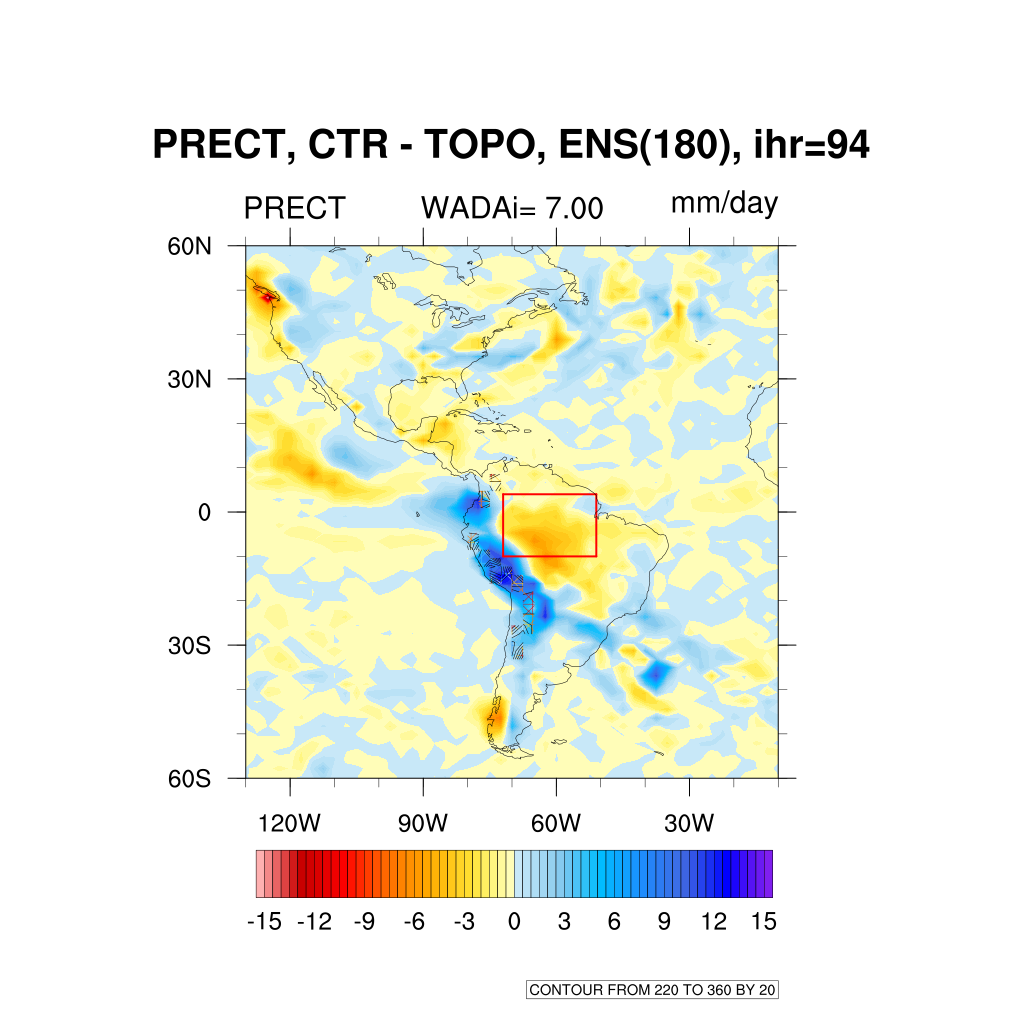 PRECT, CTR - TOPO, ENS(180), ihr=94
PRECT WADAi= 7.00 mm/day
60N
30N
0
30S
60S
120W 90W 60W 30W
-15 -12 -9 -6 -3 0 3 6 9 12 15
CONTOUR FROM 220 TO 360 BY 20